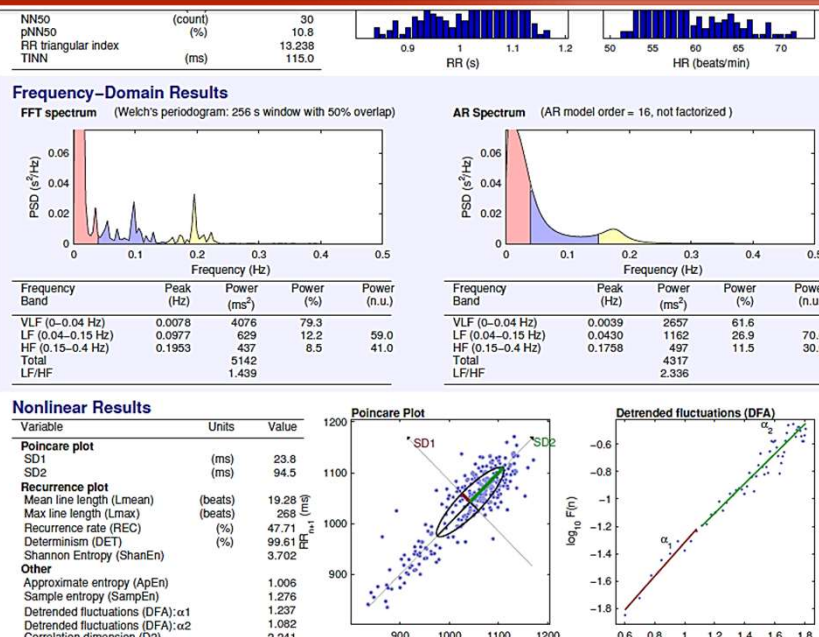 NN50 (count) 30
pNN50 (%) 10.8
RR triangular index 13.238
TINN (ms) 115.0
0.9 1 1.1 1.2
RR (s)
50 55 60 65 70
HR (beats/min)
Frequency-Domain Results
FFT spectrum (Welch's periodogram: 256 s window with 50% overlap)
0.06
0.04
0.02
0
PSD (s²/Hz)
0 0.1 0.2 0.3 0.4 0.5
Frequency (Hz)
AR Spectrum (AR model order = 16, not factorized )
0.06
0.04
0.02
0
PSD (s²/Hz)
0 0.1 0.2 0.3 0.4 0.5
Frequency (Hz)
Frequency Band Peak (Hz) Power (ms²) Power (%) Power (n.u.)
VLF (0-0.04 Hz) 0.0078 4076 79.3
LF (0.04-0.15 Hz) 0.0977 629 12.2 59.0
HF (0.15-0.4 Hz) 0.1953 437 8.5 41.0
Total 5142
LF/HF 1.439
Frequency Band Peak (Hz) Power (ms²) Power (%) Power (n.u.)
VLF (0-0.04 Hz) 0.0039 2657 61.6
LF (0.04-0.15 Hz) 0.0430 1162 26.9 70.
HF (0.15-0.4 Hz) 0.1758 497 11.5 30.
Total 4317
LF/HF 2.336
Nonlinear Results
Variable Units Value
Poincare plot
SD1 (ms) 23.8
SD2 (ms) 94.5
Recurrence plot
Mean line length (Lmean) (beats) 19.28
Max line length (Lmax) (beats) 268
Recurrence rate (REC) (%) 47.71
Determinism (DET) (%) 99.61
Shannon Entropy (ShanEn) 3.702
Other
Approximate entropy (ApEn) 1.006
Sample entropy (SampEn) 1.276
Detrended fluctuations (DFA): α1 1.237
Detrended fluctuations (DFA): α2 1.082
Correlation dimension (D2) 2.241
Poincare Plot
1200
1100
1000
900
RRn+1 (ms)
SD1
SD2
900 1000 1100 1200
Detrended fluctuations (DFA)
-0.6
-0.8
-1
-1.2
-1.4
-1.6
-1.8
log10 F(n)
α2
α1
0.6 0.8 1 1.2 1.4 1.6 1.8